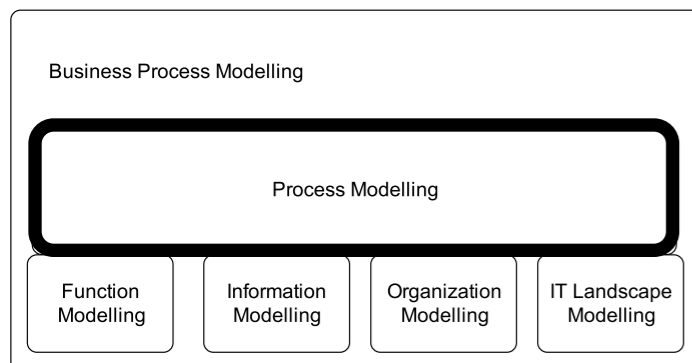 Business Process Modelling
Process Modelling
Function
Modelling
Information
Modelling
Organization
Modelling
IT Landscape
Modelling